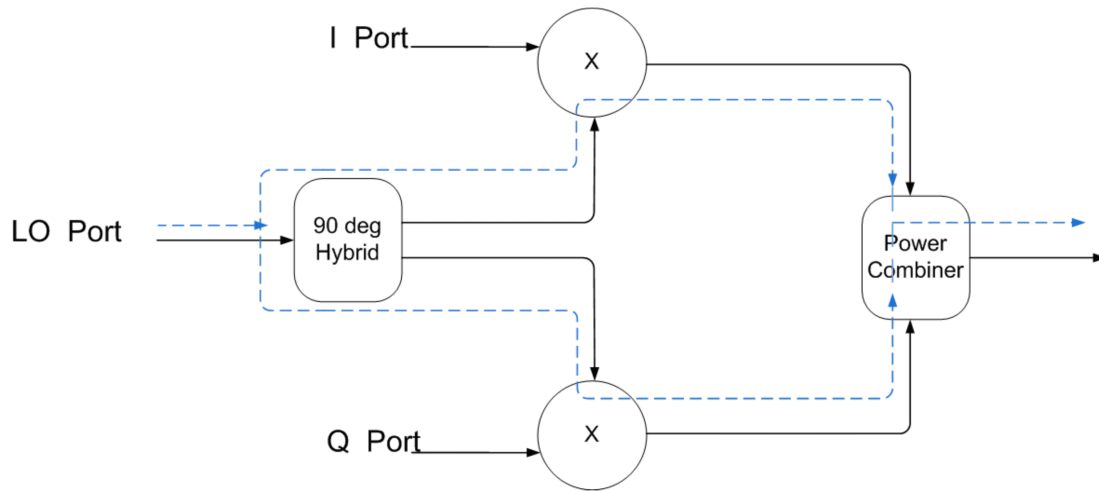 I Port
X
LO Port
90 deg
Hybrid
Power
Combiner
Q Port
X